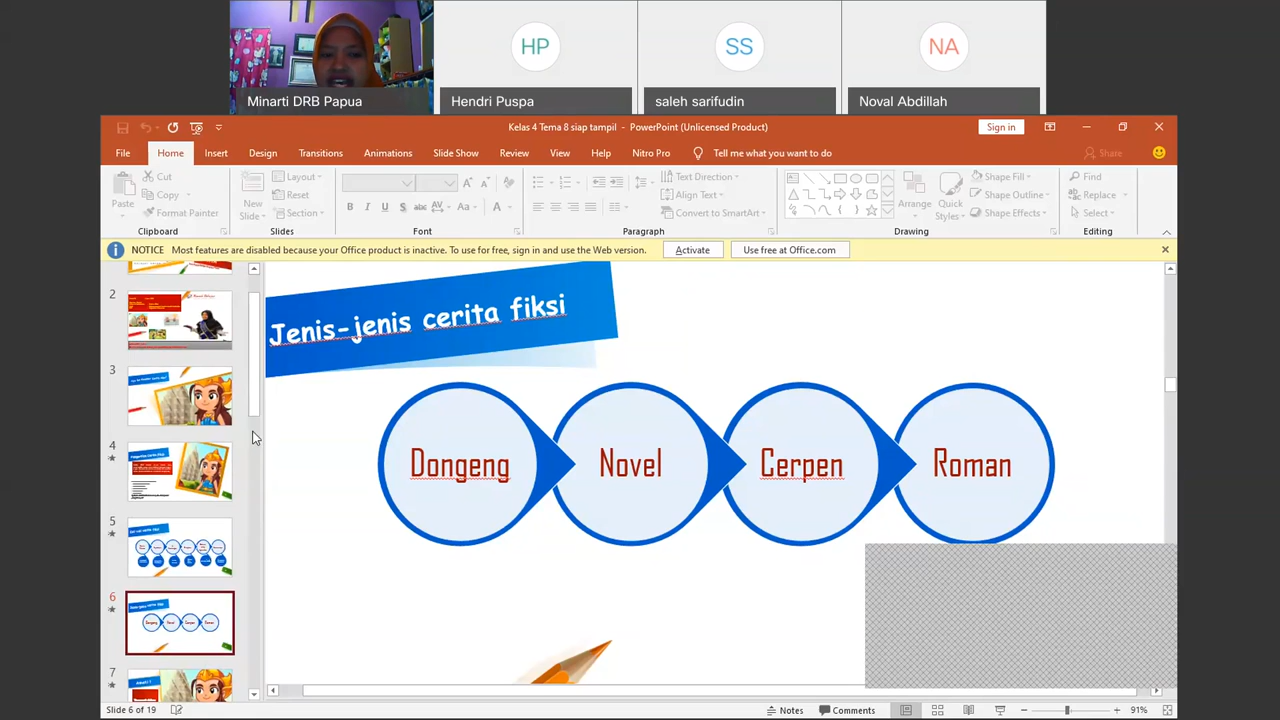 HP
SS
NA
Minarti DRB Papua
Hendri Puspa
saleh sarifudin
Noval Abdillah
Kelas 4 Tema 8 siap tampil - PowerPoint (Unlicensed Product)
Sign in
File Home Insert Design Transitions Animations Slide Show Review View Help Nitro Pro Tell me what you want to do Share
Paste
Cut
Copy
Format Painter
Clipboard
New Slide
Layout
Reset
Section
Slides
B I U S abc AV Aa A
Font
Text Direction
Align Text
Convert to SmartArt
Paragraph
Arrange
Quick Styles
Shape Fill
Shape Outline
Shape Effects
Drawing
Find
Replace
Select
Editing
NOTICE Most features are disabled because your Office product is inactive. To use for free, sign in and use the Web version. Activate Use free at Office.com
2
3
4
5
6
7
Jenis-jenis cerita fiksi
Dongeng Novel Cerpen Roman
Slide 6 of 19 Notes Comments 91%